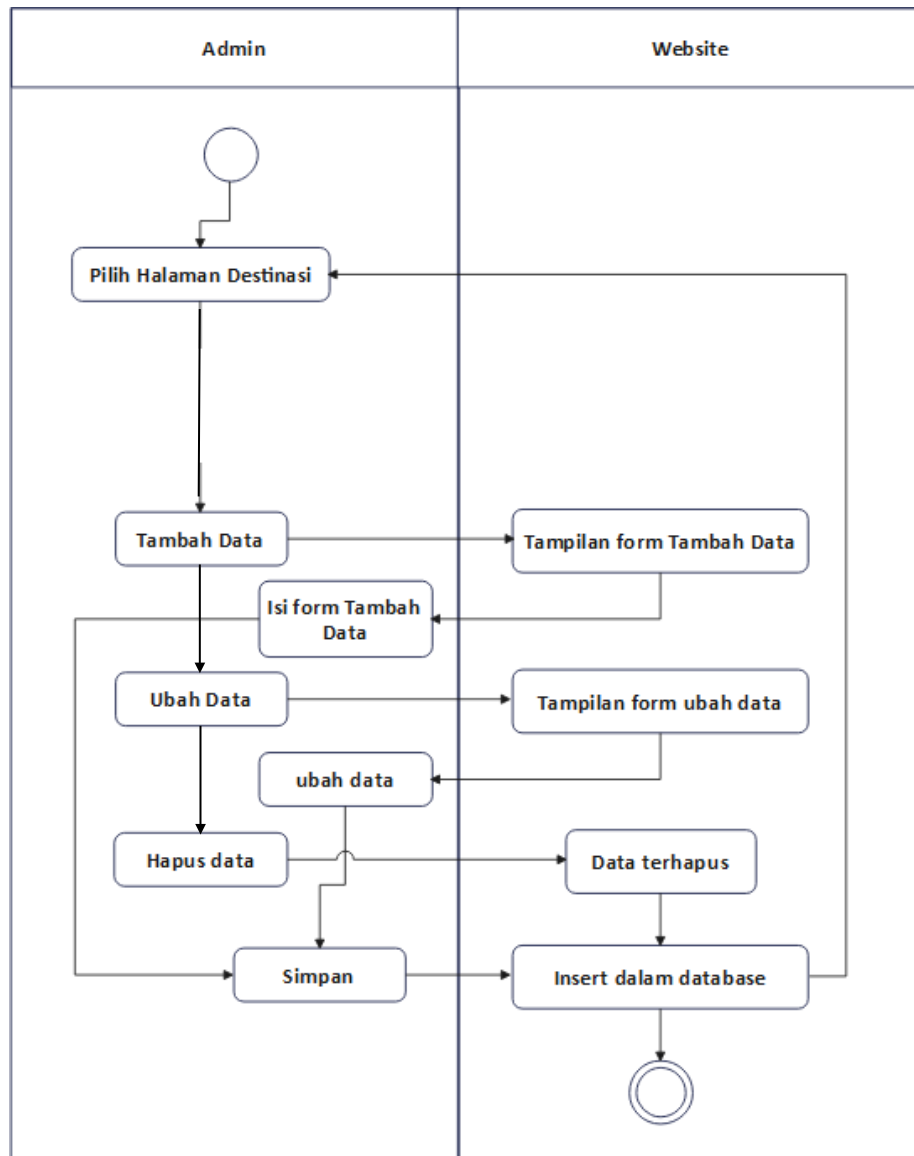 Admin
Website
Pilih Halaman Destinasi
Tambah Data
Tampilan form Tambah Data
Isi form Tambah
Data
Ubah Data
Tampilan form ubah data
ubah data
Hapus data
Data terhapus
Simpan
Insert dalam database